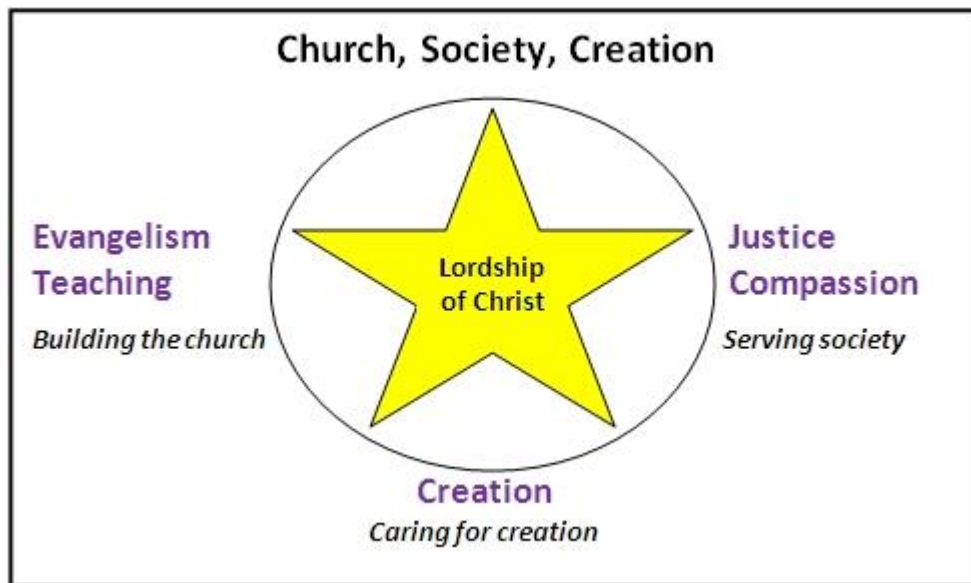 Church, Society, Creation
Evangelism
Teaching
Building the church
Lordship
of Christ
Justice
Compassion
Serving society
Creation
Caring for creation